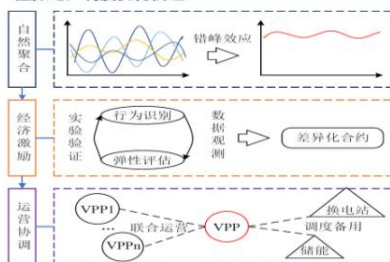 自然聚合
错峰效应
经济激励
实验验证
行为识别
弹性评估
数据观测
差异化合约
运营协调
VPP1
...
VPPn
联合运营
VPP
换电站
调度备用
储能